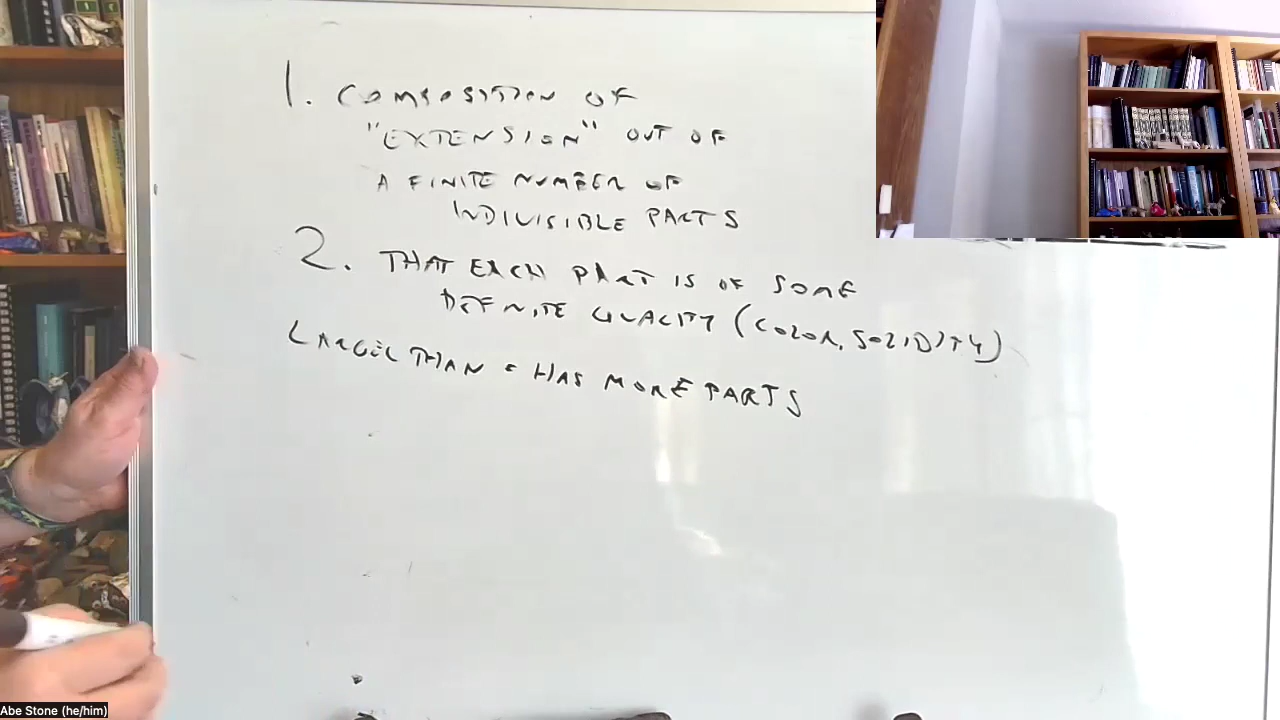 1. COMPOSITION OF
"EXTENSION" OUT OF
A FINITE NUMBER OF
INDIVISIBLE PARTS
2. THAT EACH PART IS OF SOME
DEFINITE QUALITY (COLOR, SOLIDITY)
LARGER THAN = HAS MORE PARTS
Abe Stone (he/him)